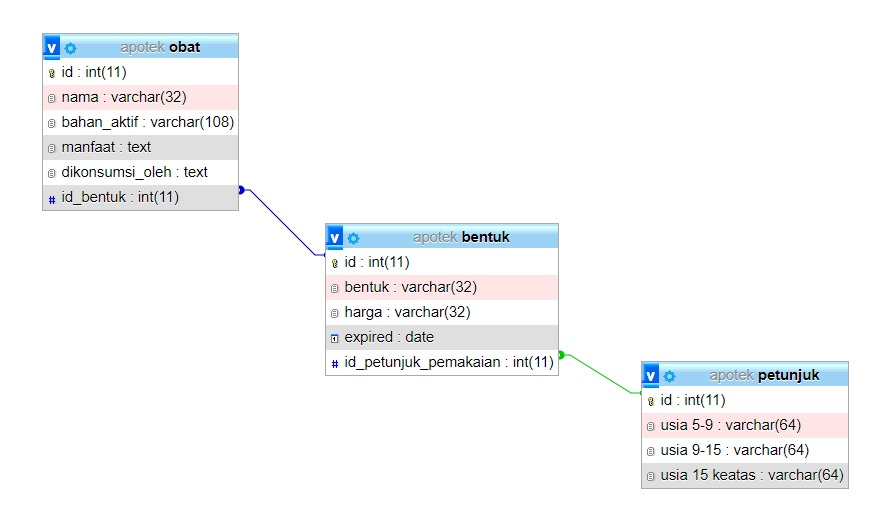 apotek obat
id : int(11)
nama : varchar(32)
bahan_aktif : varchar(108)
manfaat : text
dikonsumsi_oleh : text
# id_bentuk : int(11)
apotek bentuk
id : int(11)
bentuk : varchar(32)
harga : varchar(32)
expired : date
# id_petunjuk_pemakaian : int(11)
apotek petunjuk
id : int(11)
usia 5-9 : varchar(64)
usia 9-15 : varchar(64)
usia 15 keatas : varchar(64)